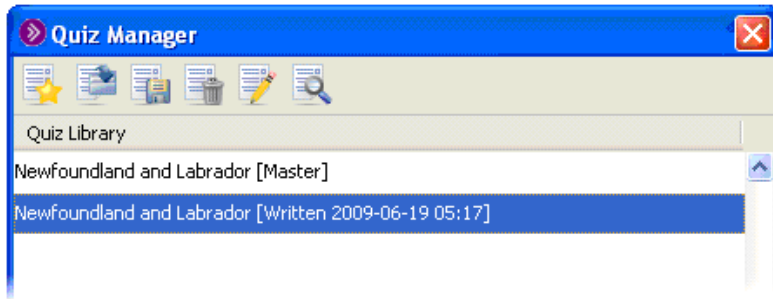 Quiz Manager
Quiz Library
Newfoundland and Labrador [Master]
Newfoundland and Labrador [Written 2009-06-19 05:17]